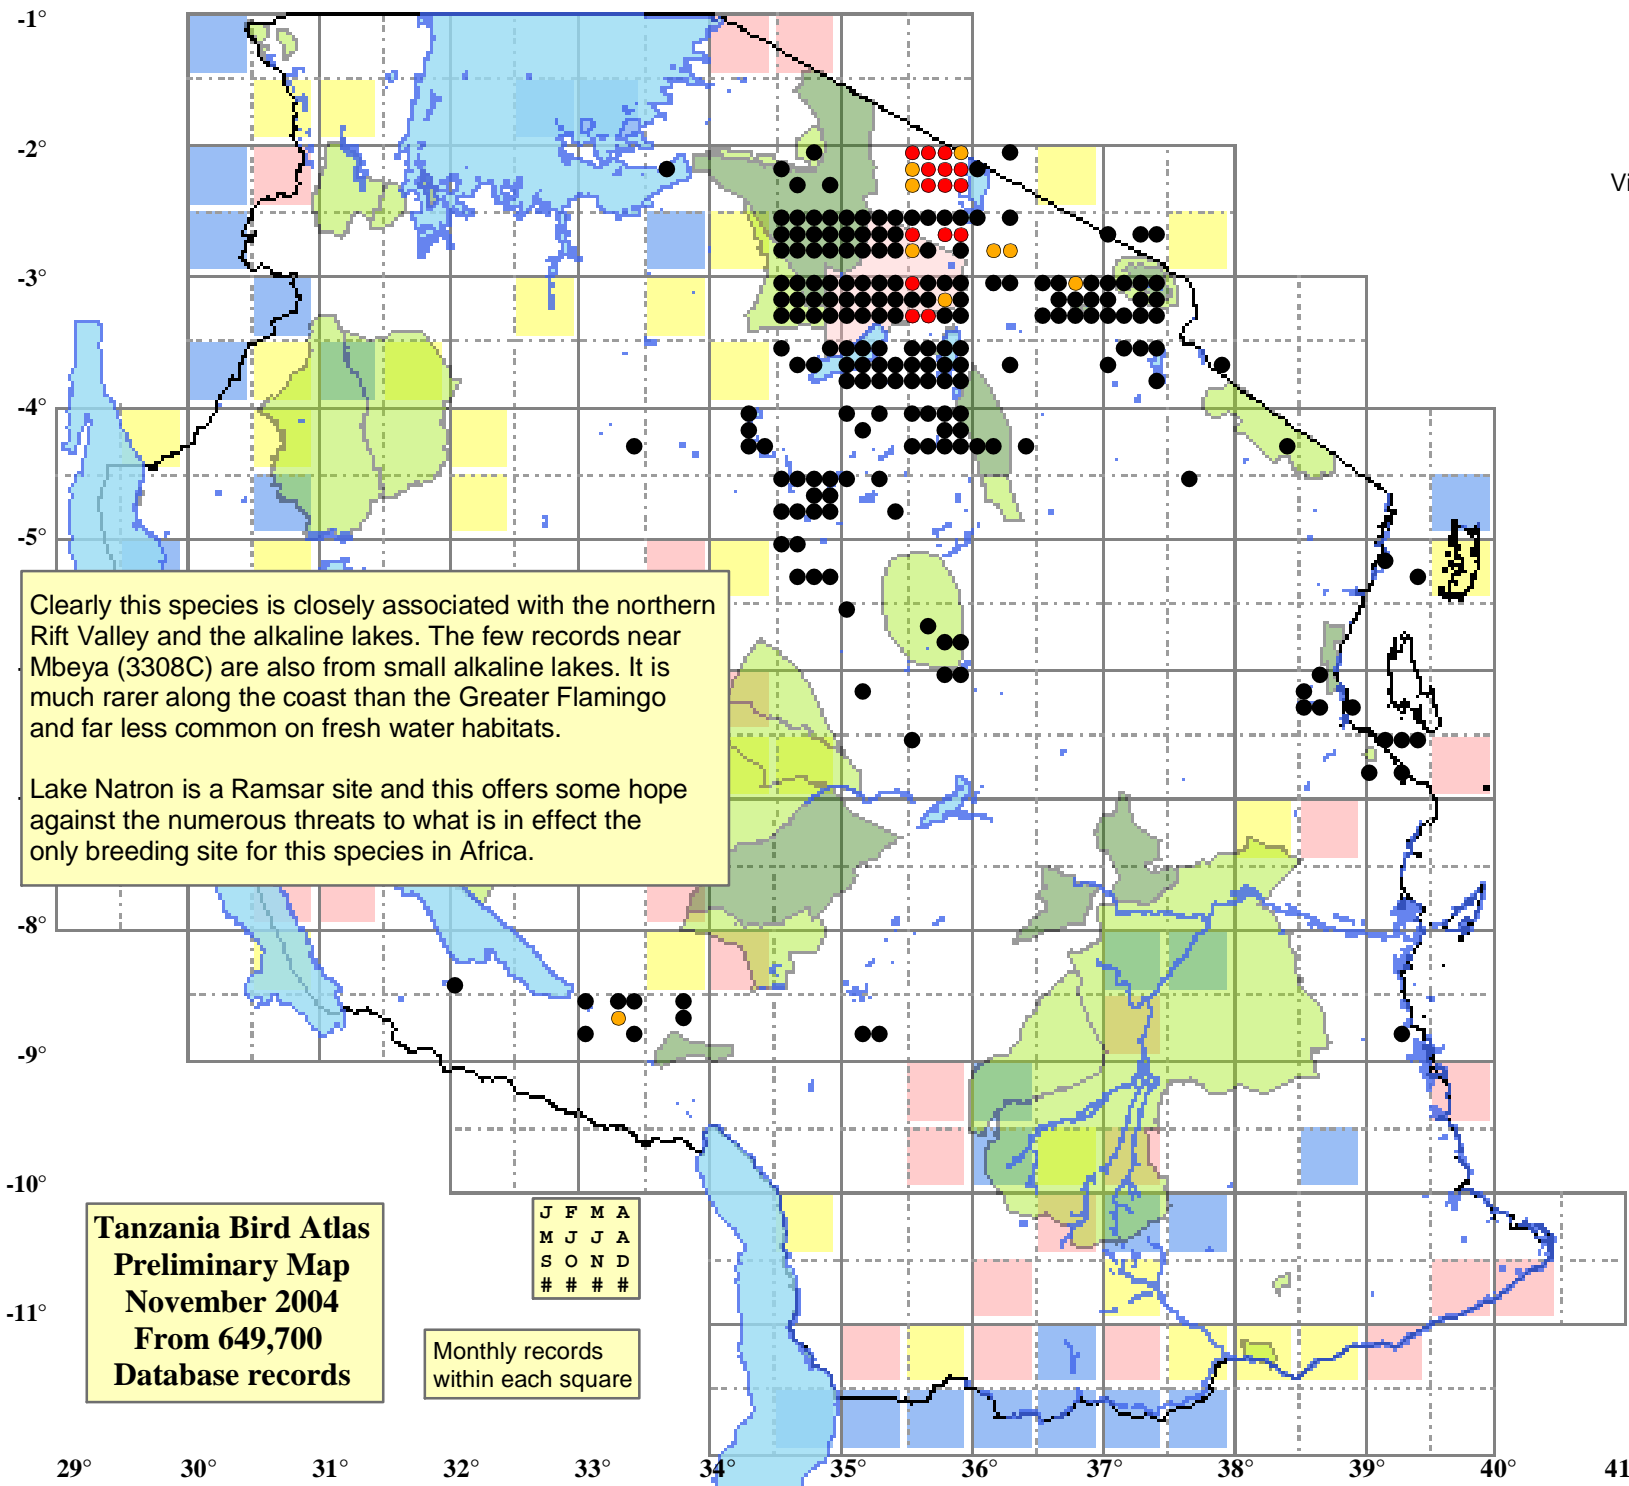 -1°
-2°
Vi
-3°
-4°
-5°
Clearly this species is closely associated with the northern
Rift Valley and the alkaline lakes. The few records near
Mbeya (3308C) are also from small alkaline lakes. It is
much rarer along the coast than the Greater Flamingo
and far less common on fresh water habitats.
Lake Natron is a Ramsar site and this offers some hope
against the numerous threats to what is in effect the
only breeding site for this species in Africa.
-8°
-9°
-10°
Tanzania Bird Atlas
Preliminary Map
November 2004
From 649,700
Database records
J F M A
M J J A
S O N D
# # # #
-11°
Monthly records
within each square
29° 30° 31° 32° 33° 34° 35° 36° 37° 38° 39° 40° 41